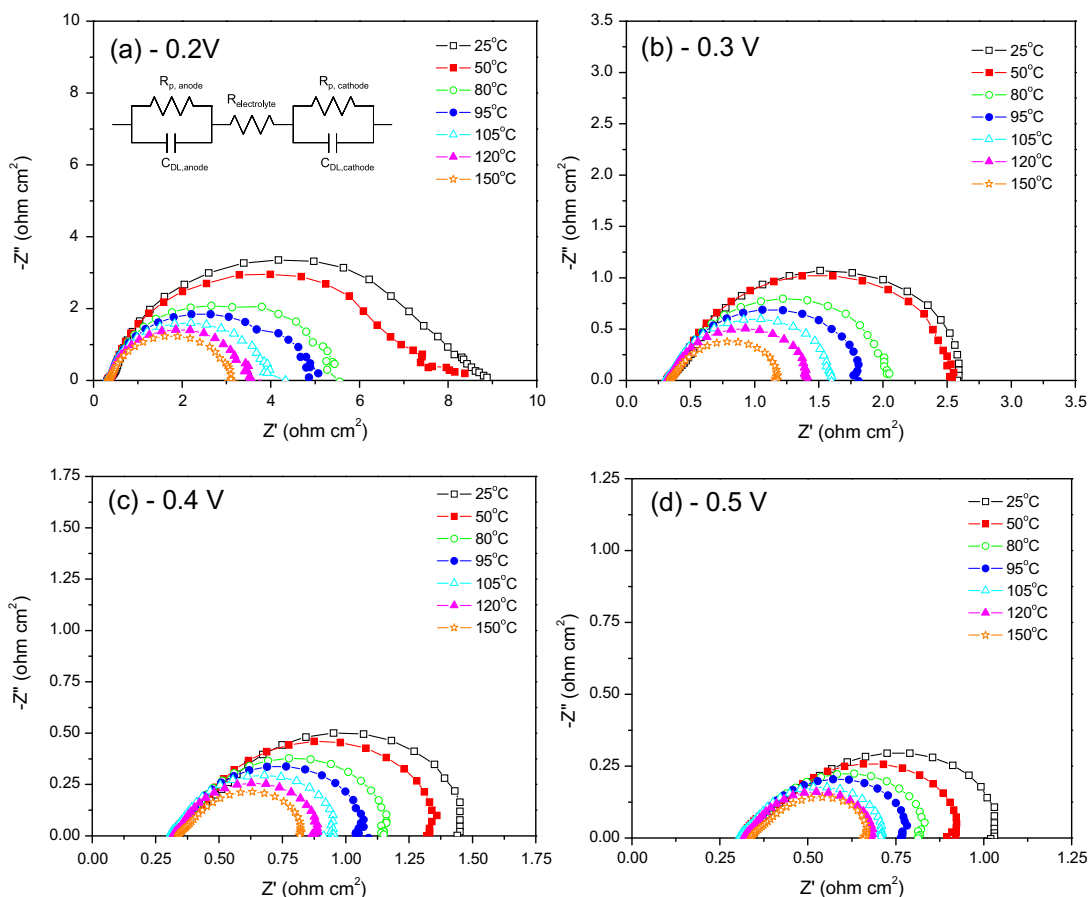 (a) - 0.2V
R_p, anode
R_electrolyte
R_p, cathode
C_DL,anode
C_DL,cathode
25°C
50°C
80°C
95°C
105°C
120°C
150°C
10
8
6
4
2
0
0 2 4 6 8 10
-Z'' (ohm cm²)
Z' (ohm cm²)
(b) - 0.3 V
25°C
50°C
80°C
95°C
105°C
120°C
150°C
3.5
3.0
2.5
2.0
1.5
1.0
0.5
0.0
0.0 0.5 1.0 1.5 2.0 2.5 3.0 3.5
-Z'' (ohm cm²)
Z' (ohm cm²)
(c) - 0.4 V
25°C
50°C
80°C
95°C
105°C
120°C
150°C
1.75
1.50
1.25
1.00
0.75
0.50
0.25
0.00
0.00 0.25 0.50 0.75 1.00 1.25 1.50 1.75
-Z'' (ohm cm²)
Z' (ohm cm²)
(d) - 0.5 V
25°C
50°C
80°C
95°C
105°C
120°C
150°C
1.25
1.00
0.75
0.50
0.25
0.00
0.00 0.25 0.50 0.75 1.00 1.25
-Z'' (ohm cm²)
Z' (ohm cm²)